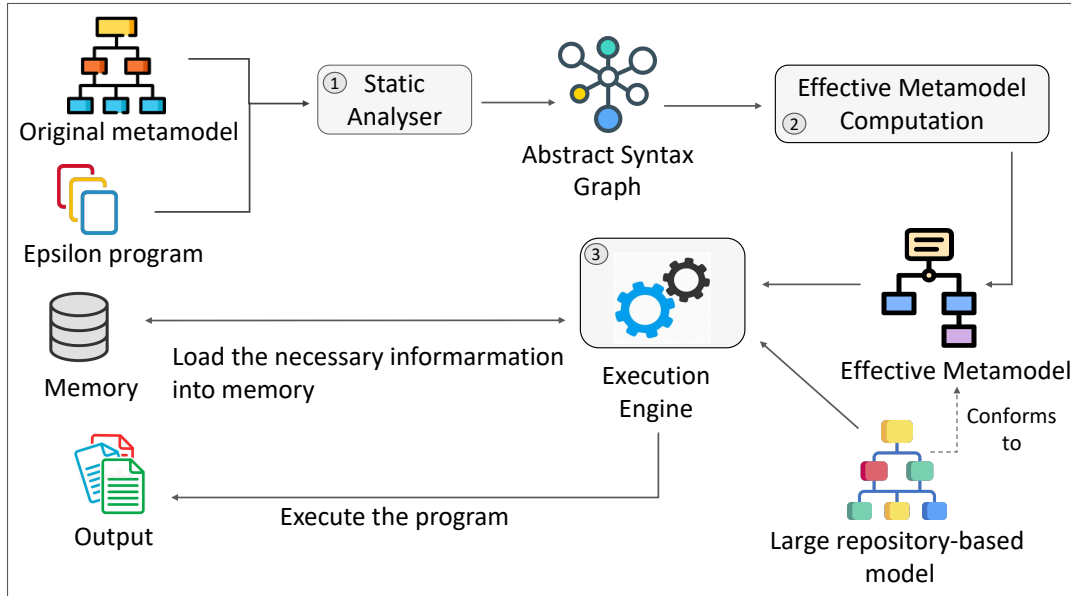 Original metamodel
Epsilon program
1
Static
Analyser
Abstract Syntax
Graph
Effective Metamodel
2
Computation
Effective Metamodel
Conforms
to
Large repository-based
model
3
Execution
Engine
Load the necessary informarmation
into memory
Memory
Execute the program
Output